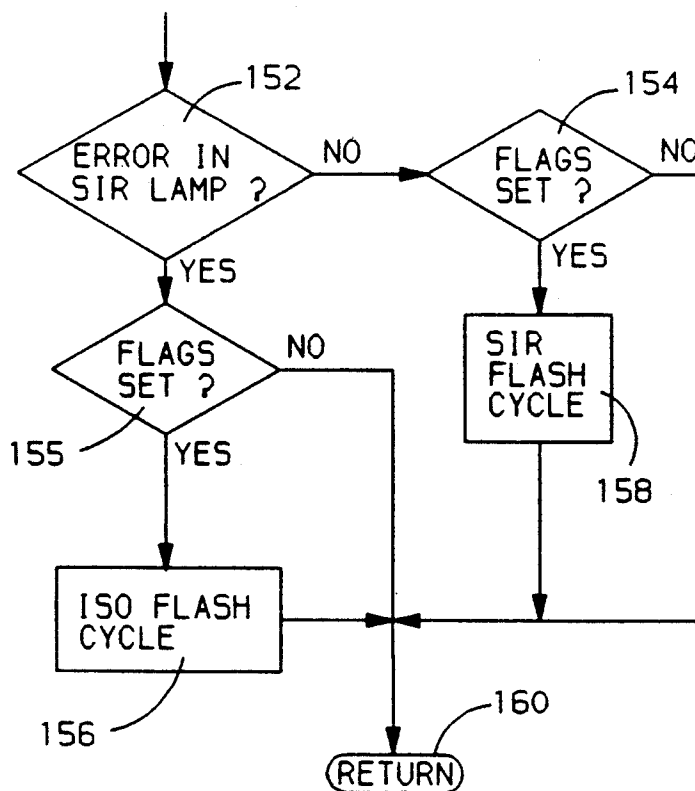 152
154
ERROR IN
SIR LAMP ?
NO
FLAGS
SET ?
NO
YES
YES
FLAGS
SET ?
NO
SIR
FLASH
CYCLE
155
YES
158
ISO FLASH
CYCLE
156
160
RETURN